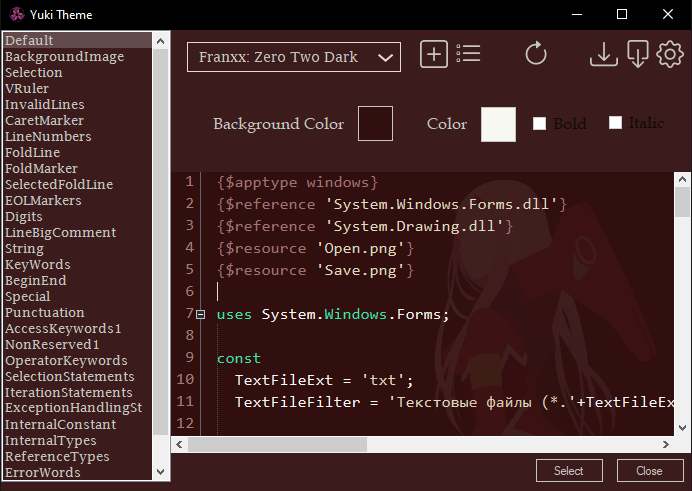 Yuki Theme
Default
BackgroundImage
Selection
VRuler
InvalidLines
CaretMarker
LineNumbers
FoldLine
FoldMarker
SelectedFoldLine
EOLMarkers
Digits
LineBigComment
String
KeyWords
BeginEnd
Special
Punctuation
AccessKeywords1
NonReserved1
OperatorKeywords
SelectionStatements
IterationStatements
ExceptionHandlingSt
InternalConstant
InternalTypes
ReferenceTypes
ErrorWords
Franxx: Zero Two Dark
Background Color Color Bold Italic
1 {$apptype windows}
2 {$reference 'System.Windows.Forms.dll'}
3 {$reference 'System.Drawing.dll'}
4 {$resource 'Open.png'}
5 {$resource 'Save.png'}
6
7 uses System.Windows.Forms;
8
9 const
10 TextFileExt = 'txt';
11 TextFileFilter = 'Текстовые файлы (*.'+TextFileEx
12
Select Close